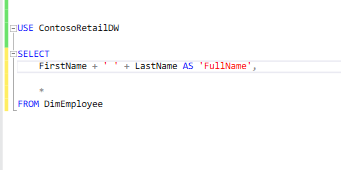 USE ContosoRetailDW
SELECT
FirstName + ' ' + LastName AS 'FullName',
*
FROM DimEmployee